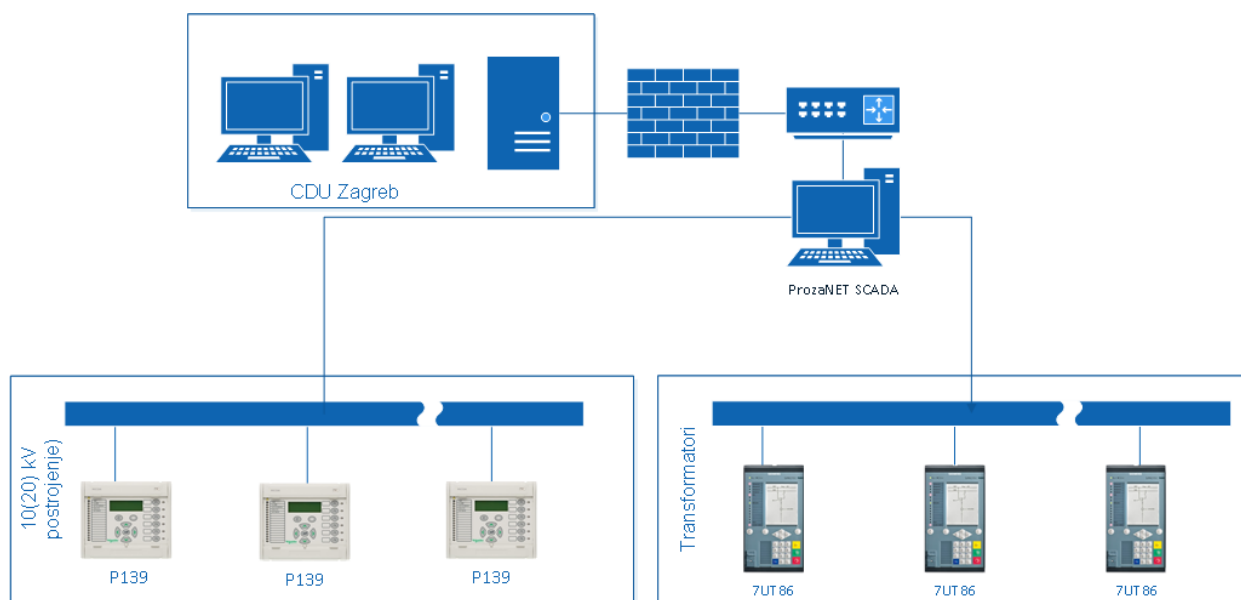 CDU Zagreb
ProzaNET SCADA
10(20) kV
postrojenje)
P139
P139
P139
Transformatori
7UT86
7UT86
7UT86